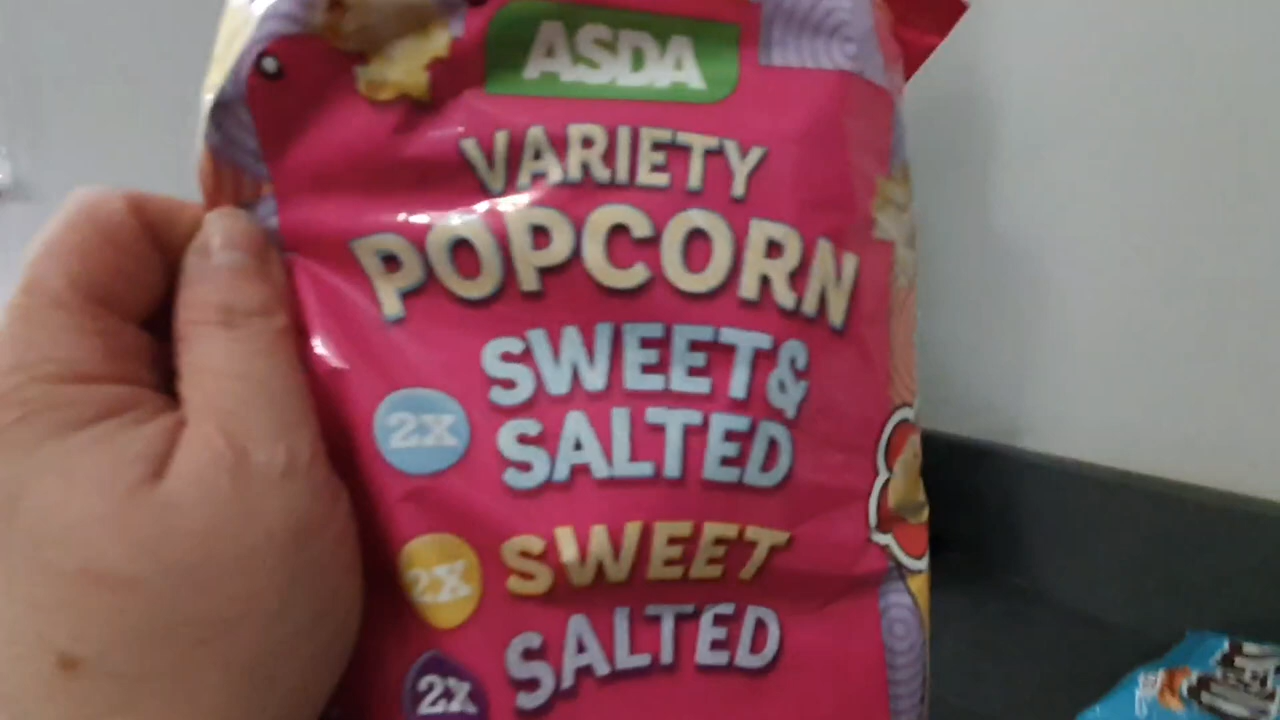 ASDA
VARIETY
POPCORN
SWEET &
2X SALTED
2X SWEET
SALTED
2X